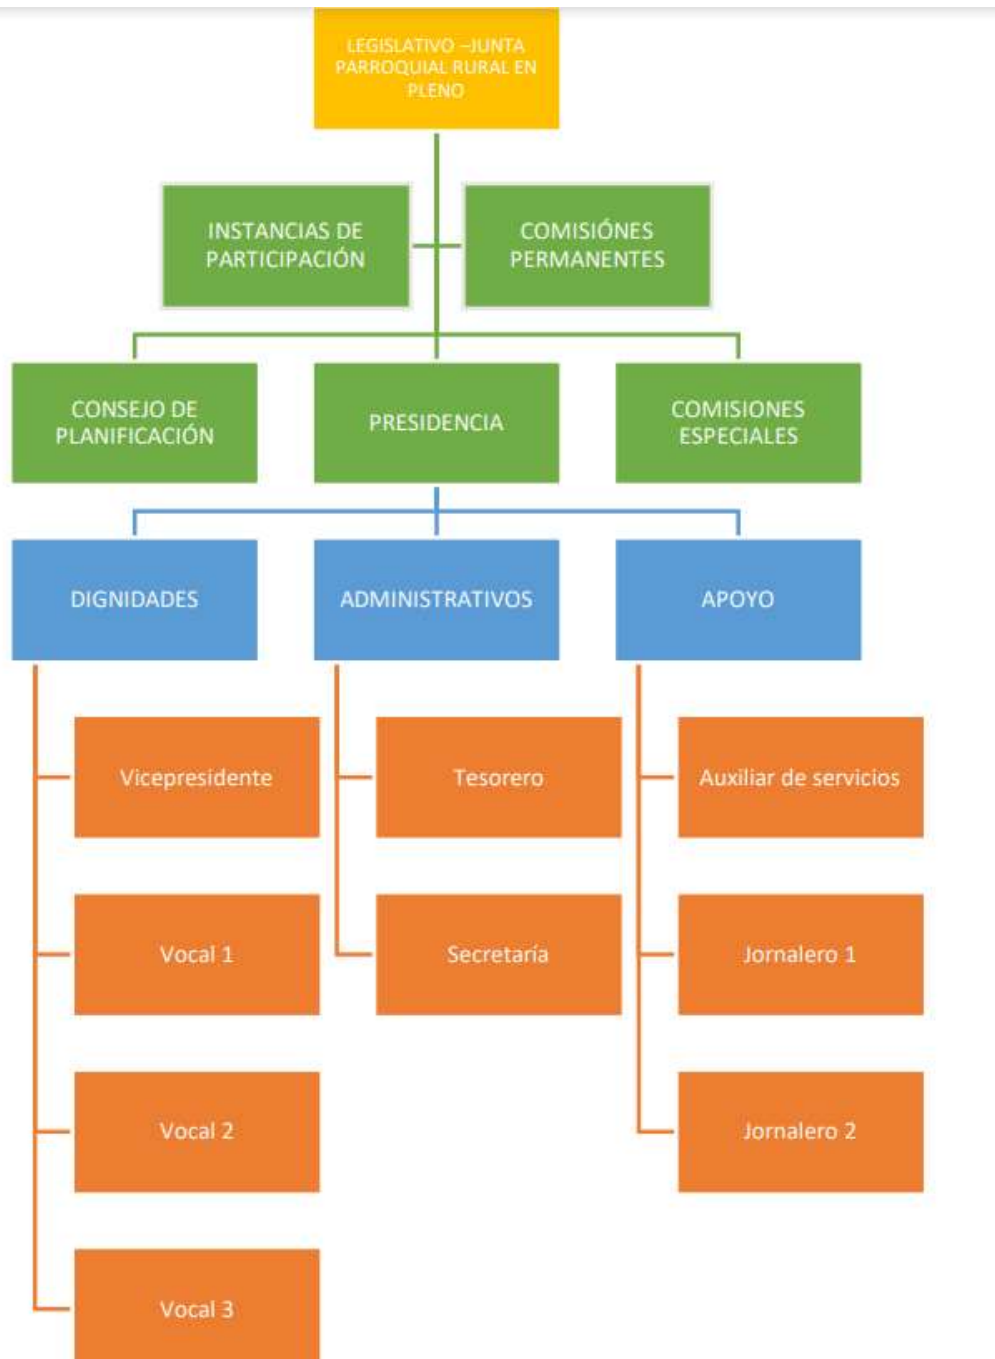 LEGISLATIVO –JUNTA
PARROQUIAL RURAL EN
PLENO
INSTANCIAS DE
PARTICIPACIÓN
COMISIÓNES
PERMANENTES
CONSEJO DE
PLANIFICACIÓN
PRESIDENCIA
COMISIONES
ESPECIALES
DIGNIDADES
ADMINISTRATIVOS
APOYO
Vicepresidente
Tesorero
Auxiliar de servicios
Vocal 1
Secretaría
Jornalero 1
Vocal 2
Jornalero 2
Vocal 3